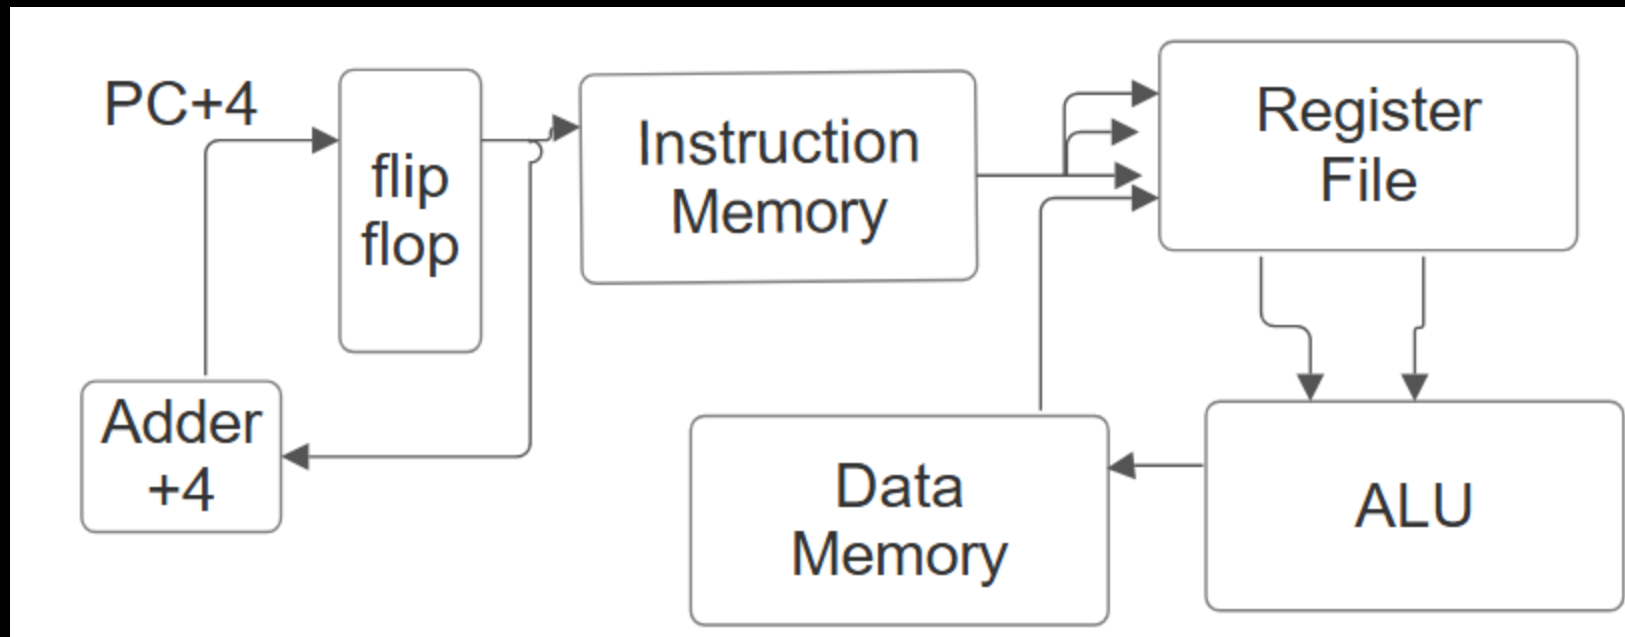 PC+4
flip
flop
Instruction
Memory
Register
File
Adder
+4
Data
Memory
ALU